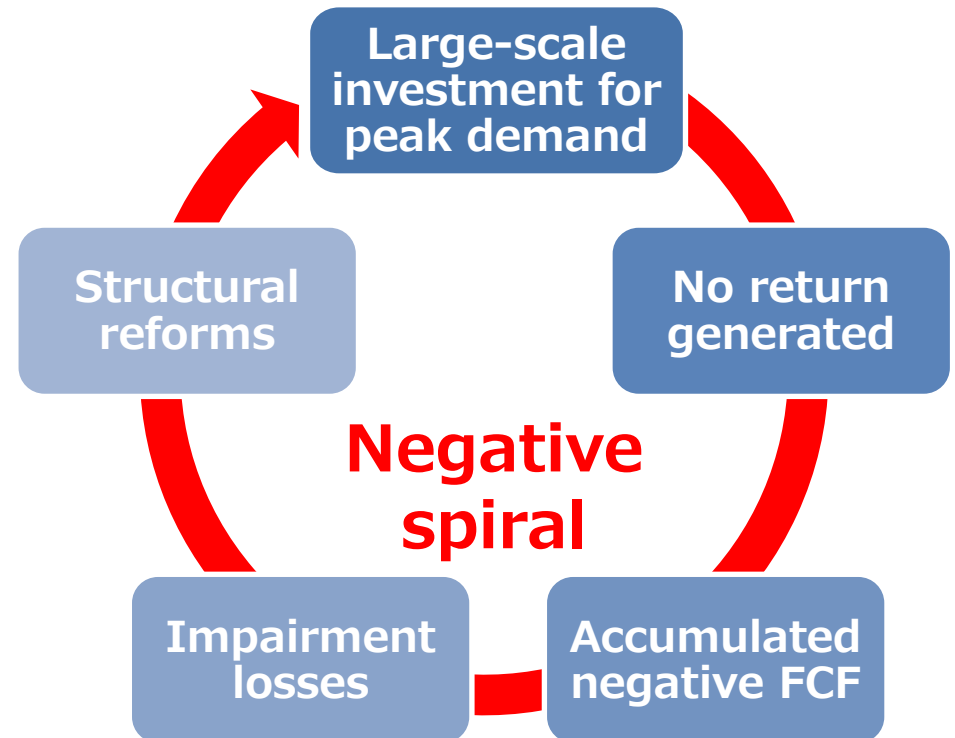 Large-scale
investment for
peak demand
Structural
reforms
No return
generated
Negative
spiral
Impairment
losses
Accumulated
negative FCF